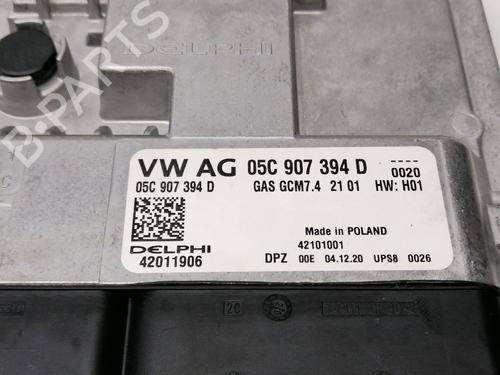 DELPHI
B-PARTS
C
VW AG 05C 907 394 D
0020
05C 907 394 D GAS GCM7.4 21 01 HW: H01
Made in POLAND
DELPHI 42101001
42011906 DPZ 00E 04.12.20 UPS8 0026
2C